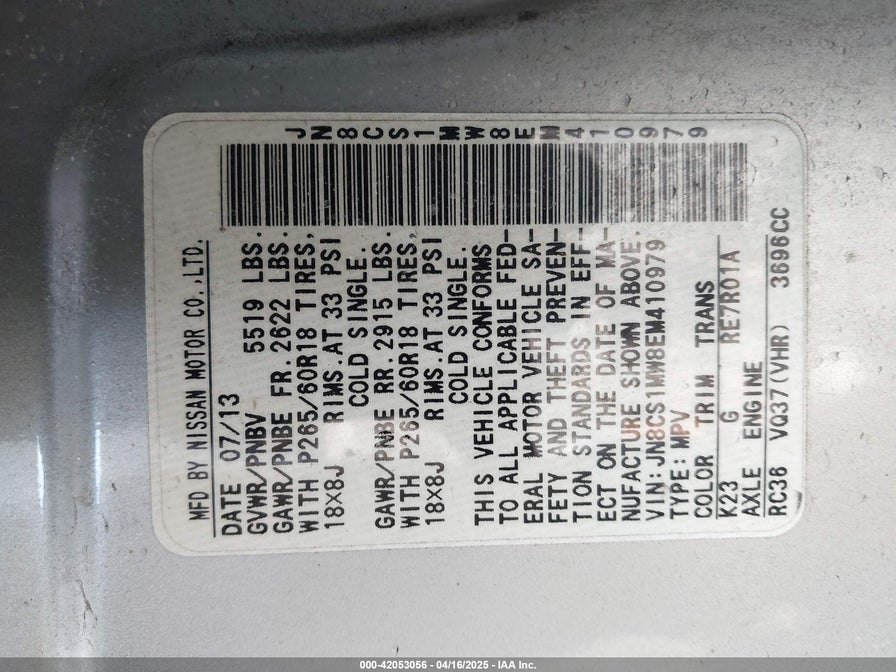 JN8CS1MW8EM410979
MFD BY NISSAN MOTOR CO.,LTD.
DATE 07/13
GVWR/PNBV 5519 LBS.
GAWR/PNBE FR. 2622 LBS.
WITH P265/60R18 TIRES,
18X8J RIMS.AT 33 PSI
COLD SINGLE.
GAWR/PNBE RR. 2915 LBS.
WITH P265/60R18 TIRES,
18X8J RIMS.AT 33 PSI
COLD SINGLE.
THIS VEHICLE CONFORMS
TO ALL APPLICABLE FED-
ERAL MOTOR VEHICLE SA-
FETY AND THEFT PREVEN-
TION STANDARDS IN EFF-
ECT ON THE DATE OF MA-
NUFACTURE SHOWN ABOVE.
VIN:JN8CS1MW8EM410979
TYPE:MPV
COLOR TRIM TRANS
K23 G RE7R01A
AXLE ENGINE
RC36 VQ37(VHR) 3696CC
000-42053056 - 04/16/2025 - IAA Inc.